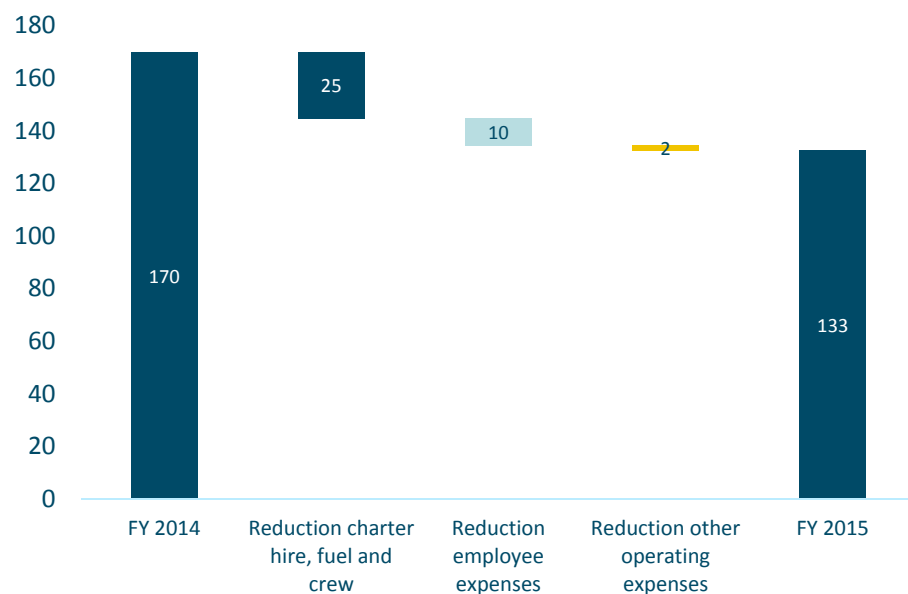 180
160
140
120
100
80
60
40
20
0
170
25
10
2
133
FY 2014
Reduction charter
hire, fuel and
crew
Reduction
employee
expenses
Reduction other
operating
expenses
FY 2015